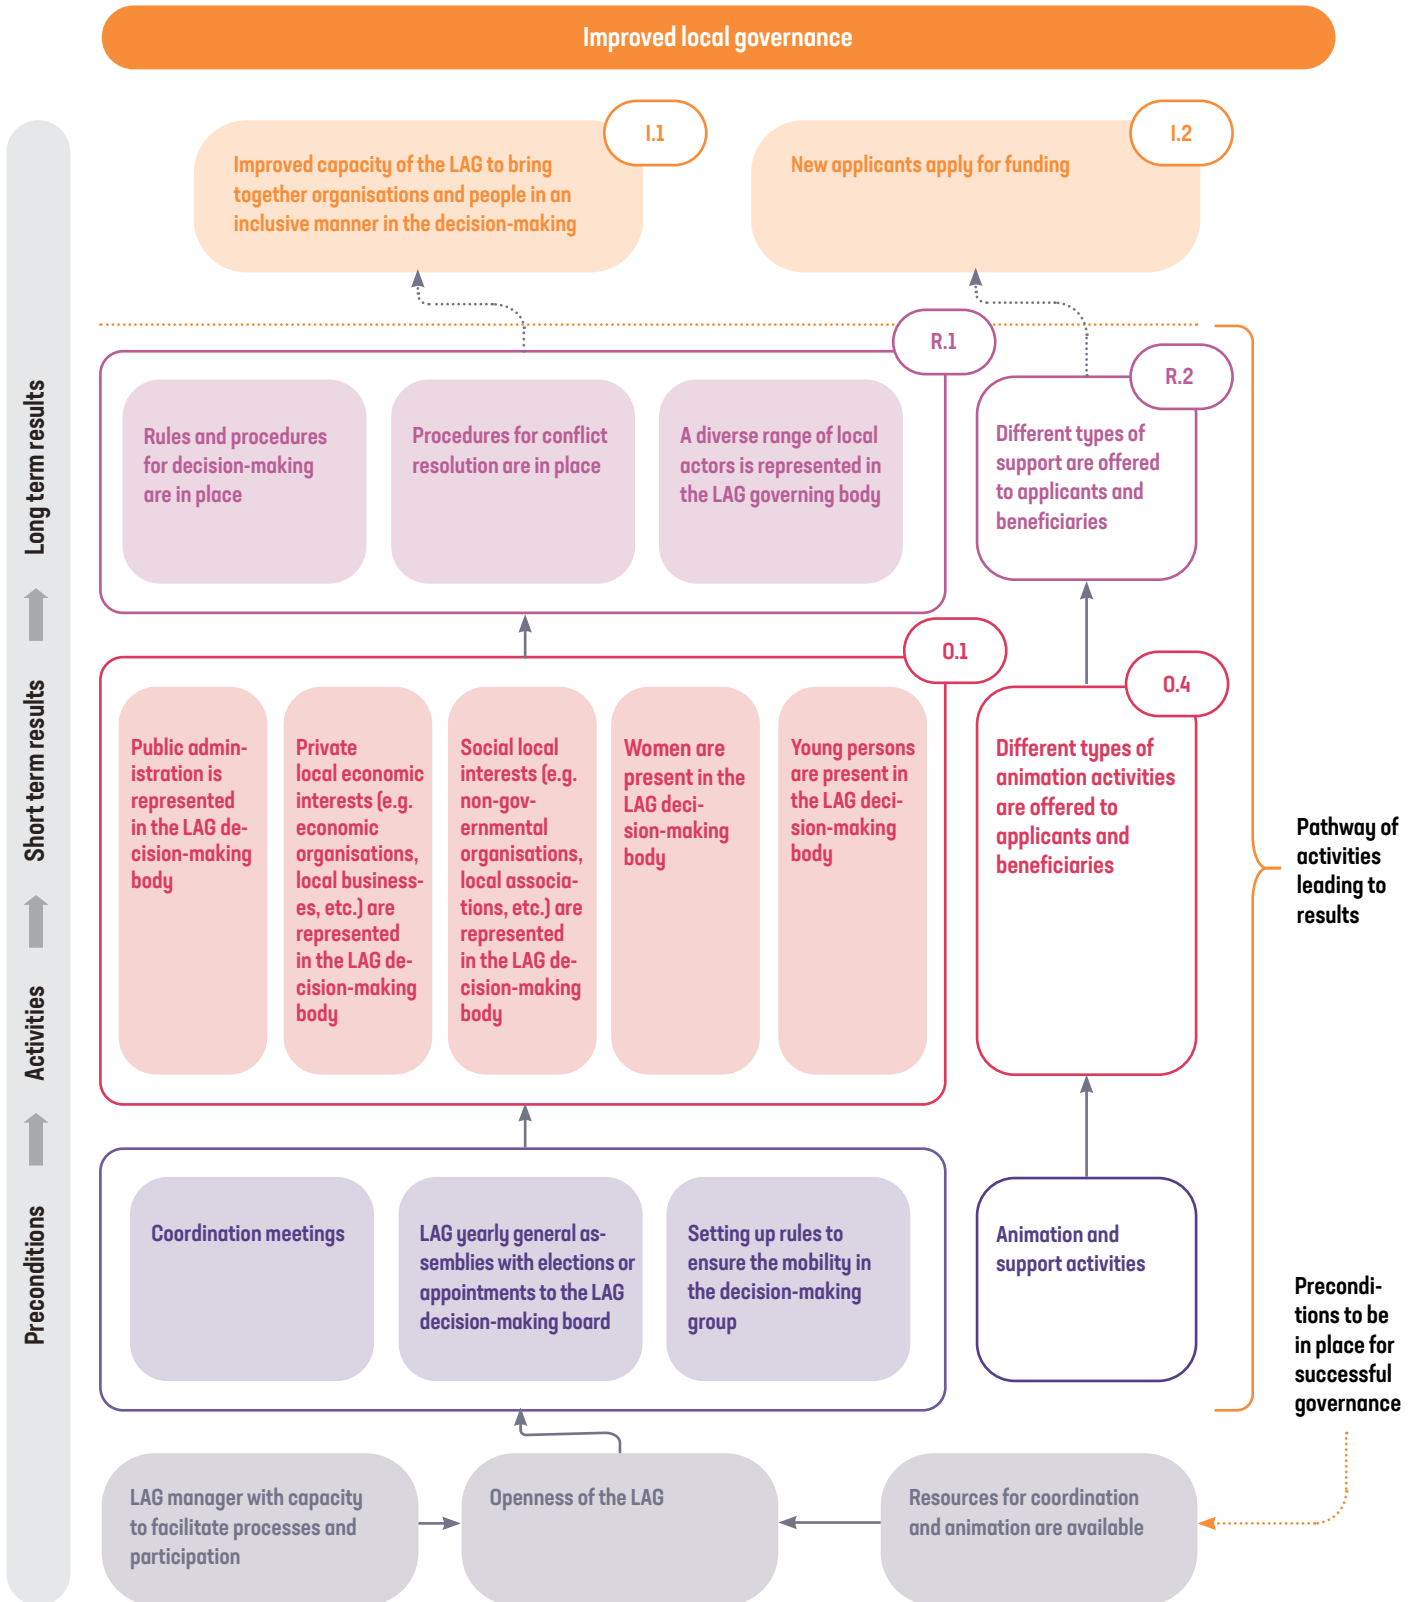 Improved local governance
I.1
Improved capacity of the LAG to bring
together organisations and people in an
inclusive manner in the decision-making
I.2
New applicants apply for funding
Long term results
Short term results
Activities
Preconditions
R.1
Rules and procedures
for decision-making
are in place
Procedures for conflict
resolution are in place
A diverse range of local
actors is represented in
the LAG governing body
R.2
Different types of
support are offered
to applicants and
beneficiaries
O.1
Public admin-
istration is
represented
in the LAG de-
cision-making
body
Private
local economic
interests (e.g.
economic
organisations,
local business-
es, etc.) are
represented
in the LAG de-
cision-making
body
Social local
interests (e.g.
non-gov-
ernmental
organisations,
local associa-
tions, etc.) are
represented
in the LAG de-
cision-making
body
Women are
present in the
LAG deci-
sion-making
body
Young persons
are present in
the LAG deci-
sion-making
body
O.4
Different types of
animation activities
are offered to
applicants and
beneficiaries
Pathway of
activities
leading to
results
Coordination meetings
LAG yearly general as-
semblies with elections or
appointments to the LAG
decision-making board
Setting up rules to
ensure the mobility in
the decision-making
group
Animation and
support activities
Precondi-
tions to be
in place for
successful
governance
LAG manager with capacity
to facilitate processes and
participation
Openness of the LAG
Resources for coordination
and animation are available